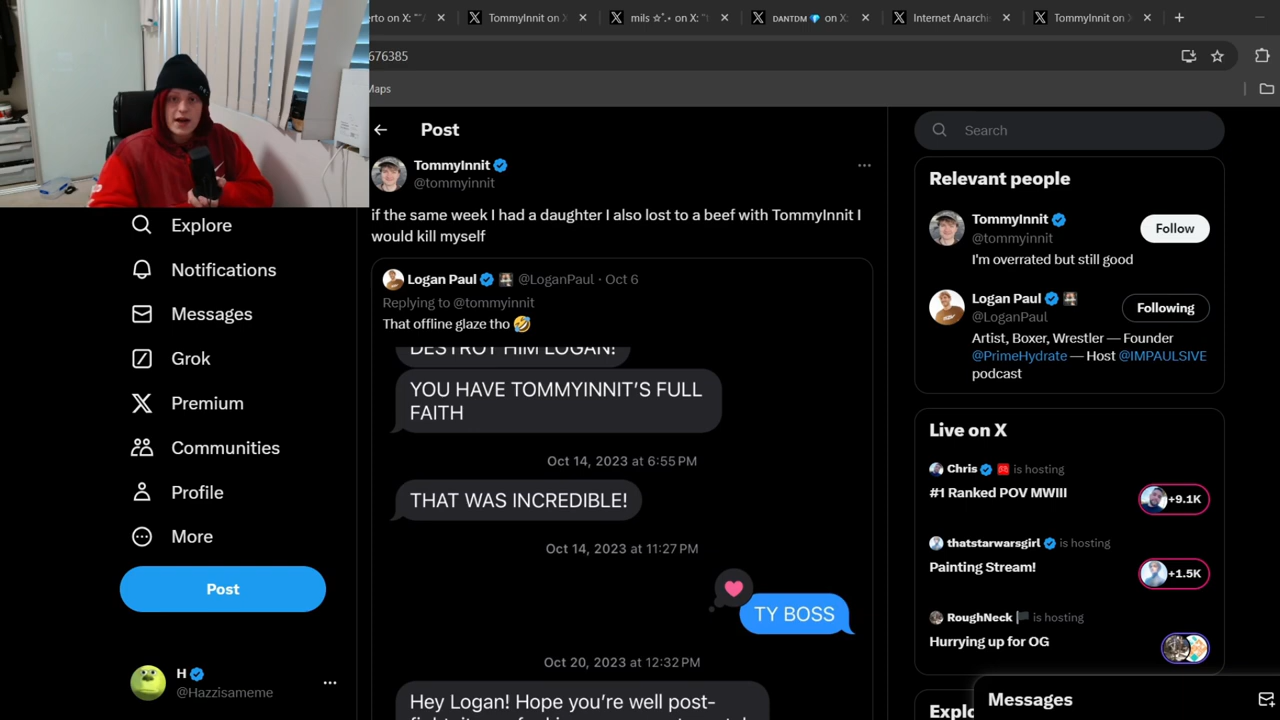 erto on X: "
TommyInnit on X
mils ☆˚.⋆ on X: "t
DANTDM 💎 on X:
Internet Anarchi
TommyInnit on X
676385
Maps
Post
TommyInnit
@tommyinnit
if the same week I had a daughter I also lost to a beef with TommyInnit I
would kill myself
Logan Paul @LoganPaul · Oct 6
Replying to @tommyinnit
That offline glaze tho 🤣
DESTROY HIM LOGAN!
YOU HAVE TOMMYINNIT'S FULL
FAITH
Oct 14, 2023 at 6:55 PM
THAT WAS INCREDIBLE!
Oct 14, 2023 at 11:27 PM
TY BOSS
Oct 20, 2023 at 12:32 PM
Hey Logan! Hope you're well post-
Explore
Notifications
Messages
Grok
Premium
Communities
Profile
More
Post
H
@Hazzisameme
Search
Relevant people
TommyInnit
@tommyinnit
Follow
I'm overrated but still good
Logan Paul
@LoganPaul
Following
Artist, Boxer, Wrestler — Founder
@PrimeHydrate — Host @IMPAULSIVE
podcast
Live on X
Chris is hosting
#1 Ranked POV MWIII
+9.1K
thatstarwarsgirl is hosting
Painting Stream!
+1.5K
RoughNeck is hosting
Hurrying up for OG
Explo
Messages